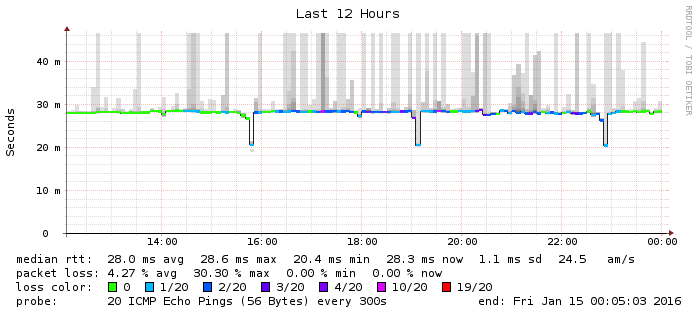 Last 12 Hours
RRDTOOL / TOBI OETIKER
Seconds
40 m
30 m
20 m
10 m
0
14:00 16:00 18:00 20:00 22:00 00:00
median rtt: 28.0 ms avg 28.6 ms max 20.4 ms min 28.3 ms now 1.1 ms sd 24.5 am/s
packet loss: 4.27 % avg 30.30 % max 0.00 % min 0.00 % now
loss color: 0 1/20 2/20 3/20 4/20 10/20 19/20
probe: 20 ICMP Echo Pings (56 Bytes) every 300s end: Fri Jan 15 00:05:03 2016